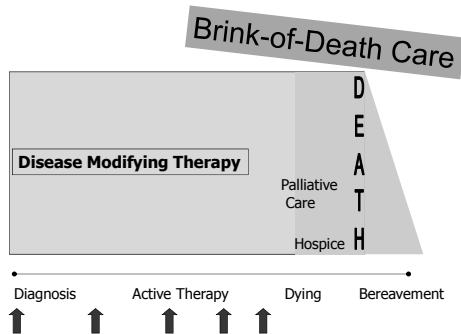 Brink-of-Death Care
Disease Modifying Therapy
Palliative
Care
Hospice
D
E
A
T
H
Diagnosis Active Therapy Dying Bereavement